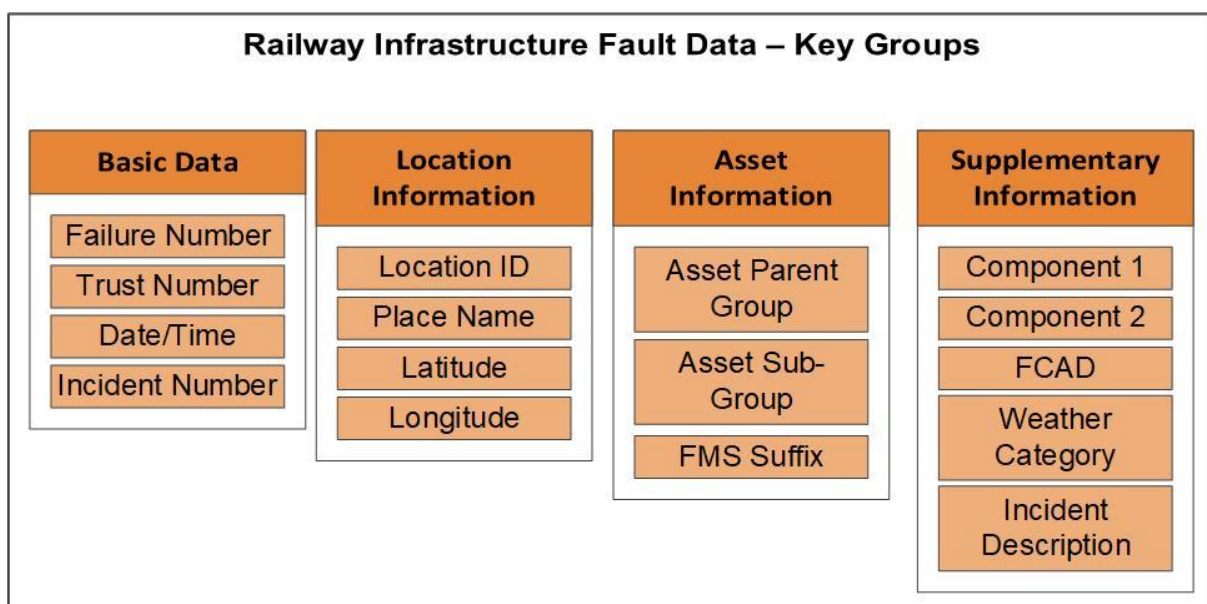 Railway Infrastructure Fault Data – Key Groups
Basic Data
Failure Number
Trust Number
Date/Time
Incident Number
Location
Information
Location ID
Place Name
Latitude
Longitude
Asset
Information
Asset Parent
Group
Asset Sub-
Group
FMS Suffix
Supplementary
Information
Component 1
Component 2
FCAD
Weather
Category
Incident
Description